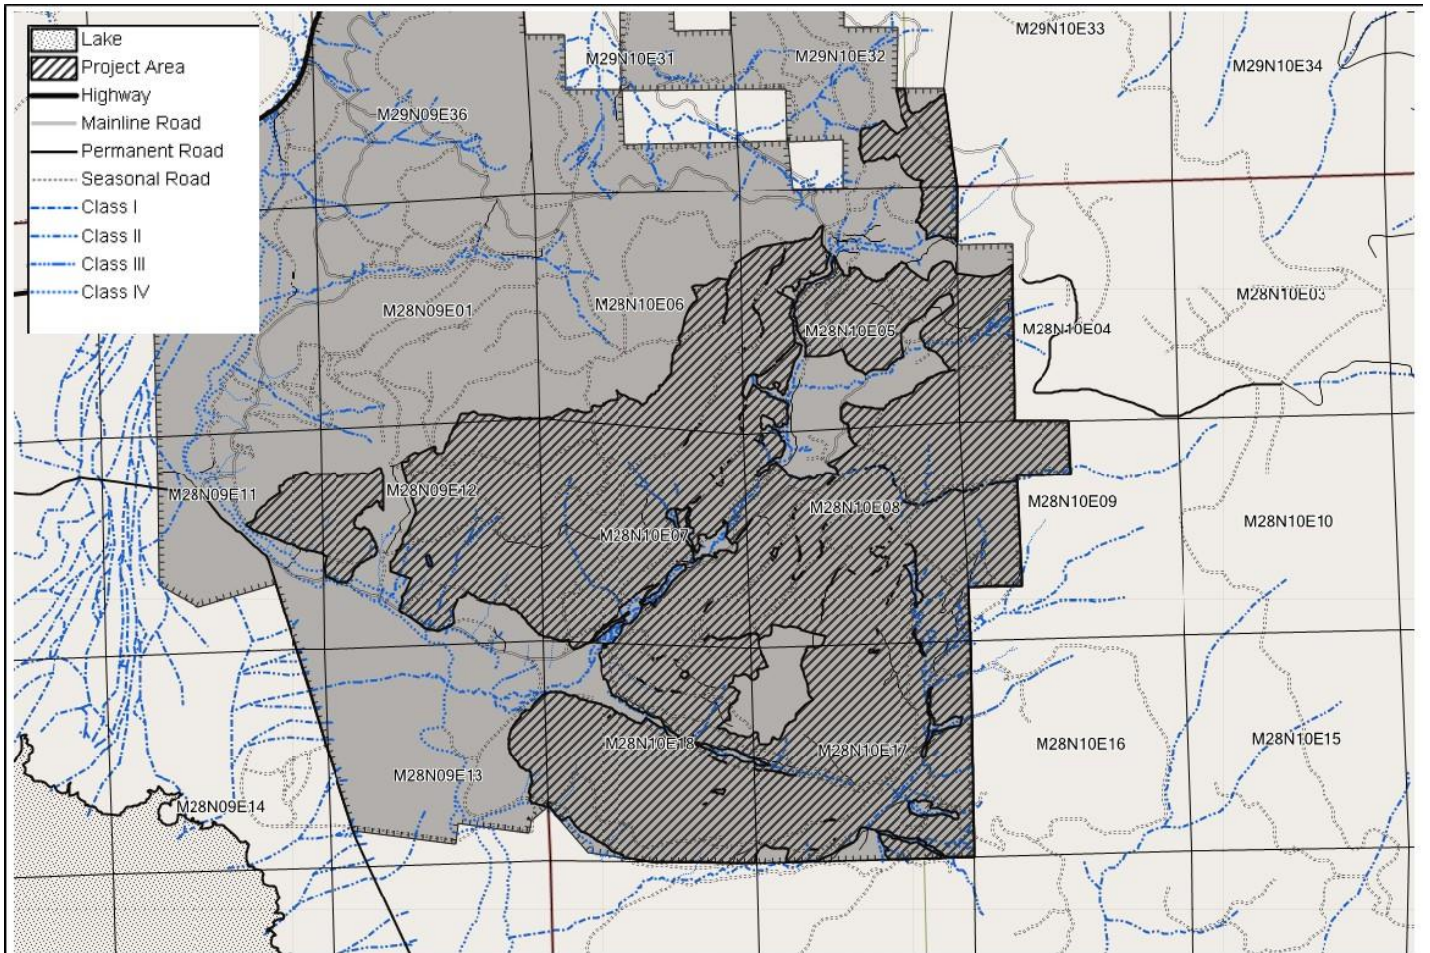 Lake
Project Area
Highway
Mainline Road
Permanent Road
Seasonal Road
Class I
Class II
Class III
Class IV
M29N10E33
M29N10E31
M29N10E32
M29N10E34
M29N09E36
M28N10E03
M28N10E06
M28N09E01
M28N10E05
M28N10E04
M28N09E12
M28N09E11
M28N10E09
M28N10E08
M28N10E10
M28N10E07
M28N10E15
M28N10E18
M28N10E16
M28N10E17
M28N09E13
M28N09E14